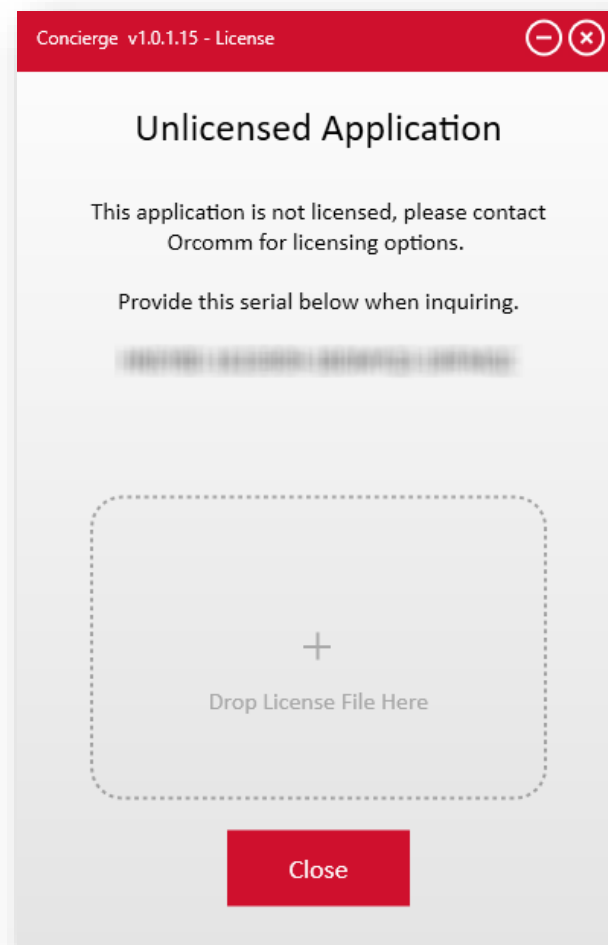 Concierge v1.0.1.15 - License
Unlicensed Application
This application is not licensed, please contact
Orcomm for licensing options.
Provide this serial below when inquiring.
Drop License File Here
Close